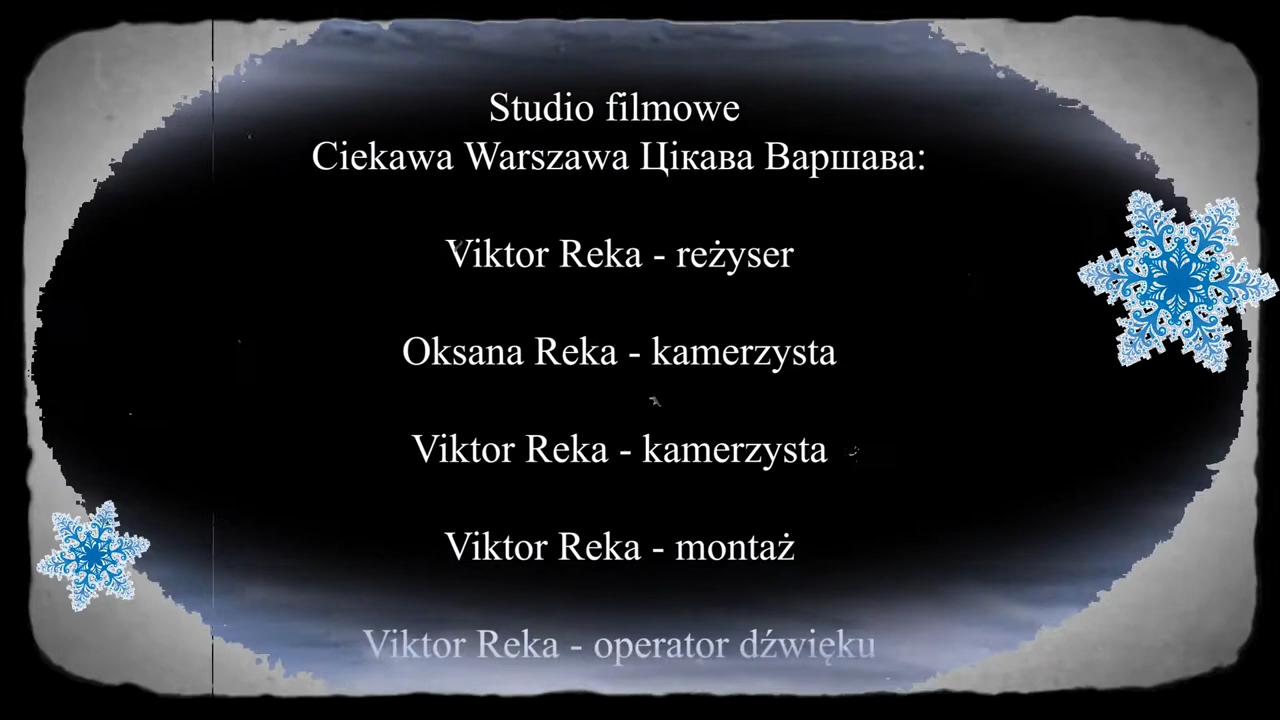 Studio filmowe
Ciekawa Warszawa Цікава Варшава:
Viktor Reka - reżyser
Oksana Reka - kamerzysta
Viktor Reka - kamerzysta
Viktor Reka - montaż
Viktor Reka - operator dźwięku